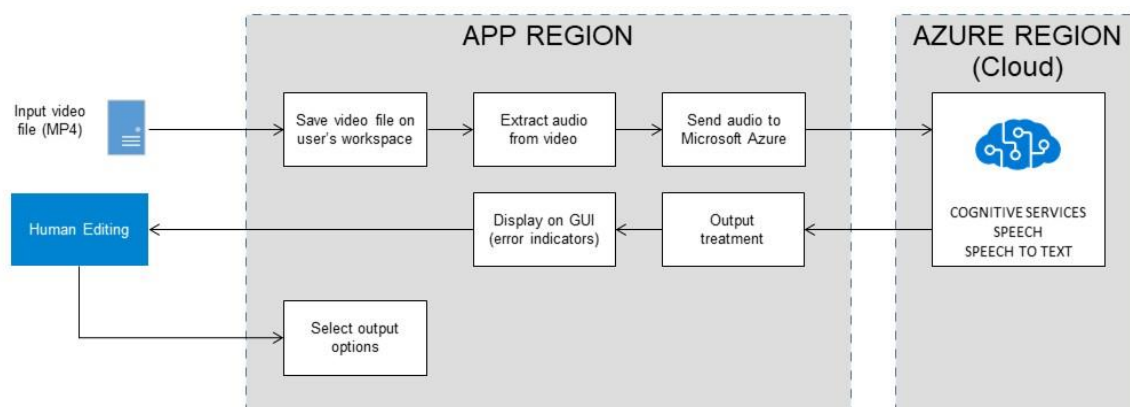 APP REGION
AZURE REGION
(Cloud)
Input video
file (MP4)
Save video file on
user's workspace
Extract audio
from video
Send audio to
Microsoft Azure
COGNITIVE SERVICES
SPEECH
SPEECH TO TEXT
Output
treatment
Display on GUI
(error indicators)
Human Editing
Select output
options